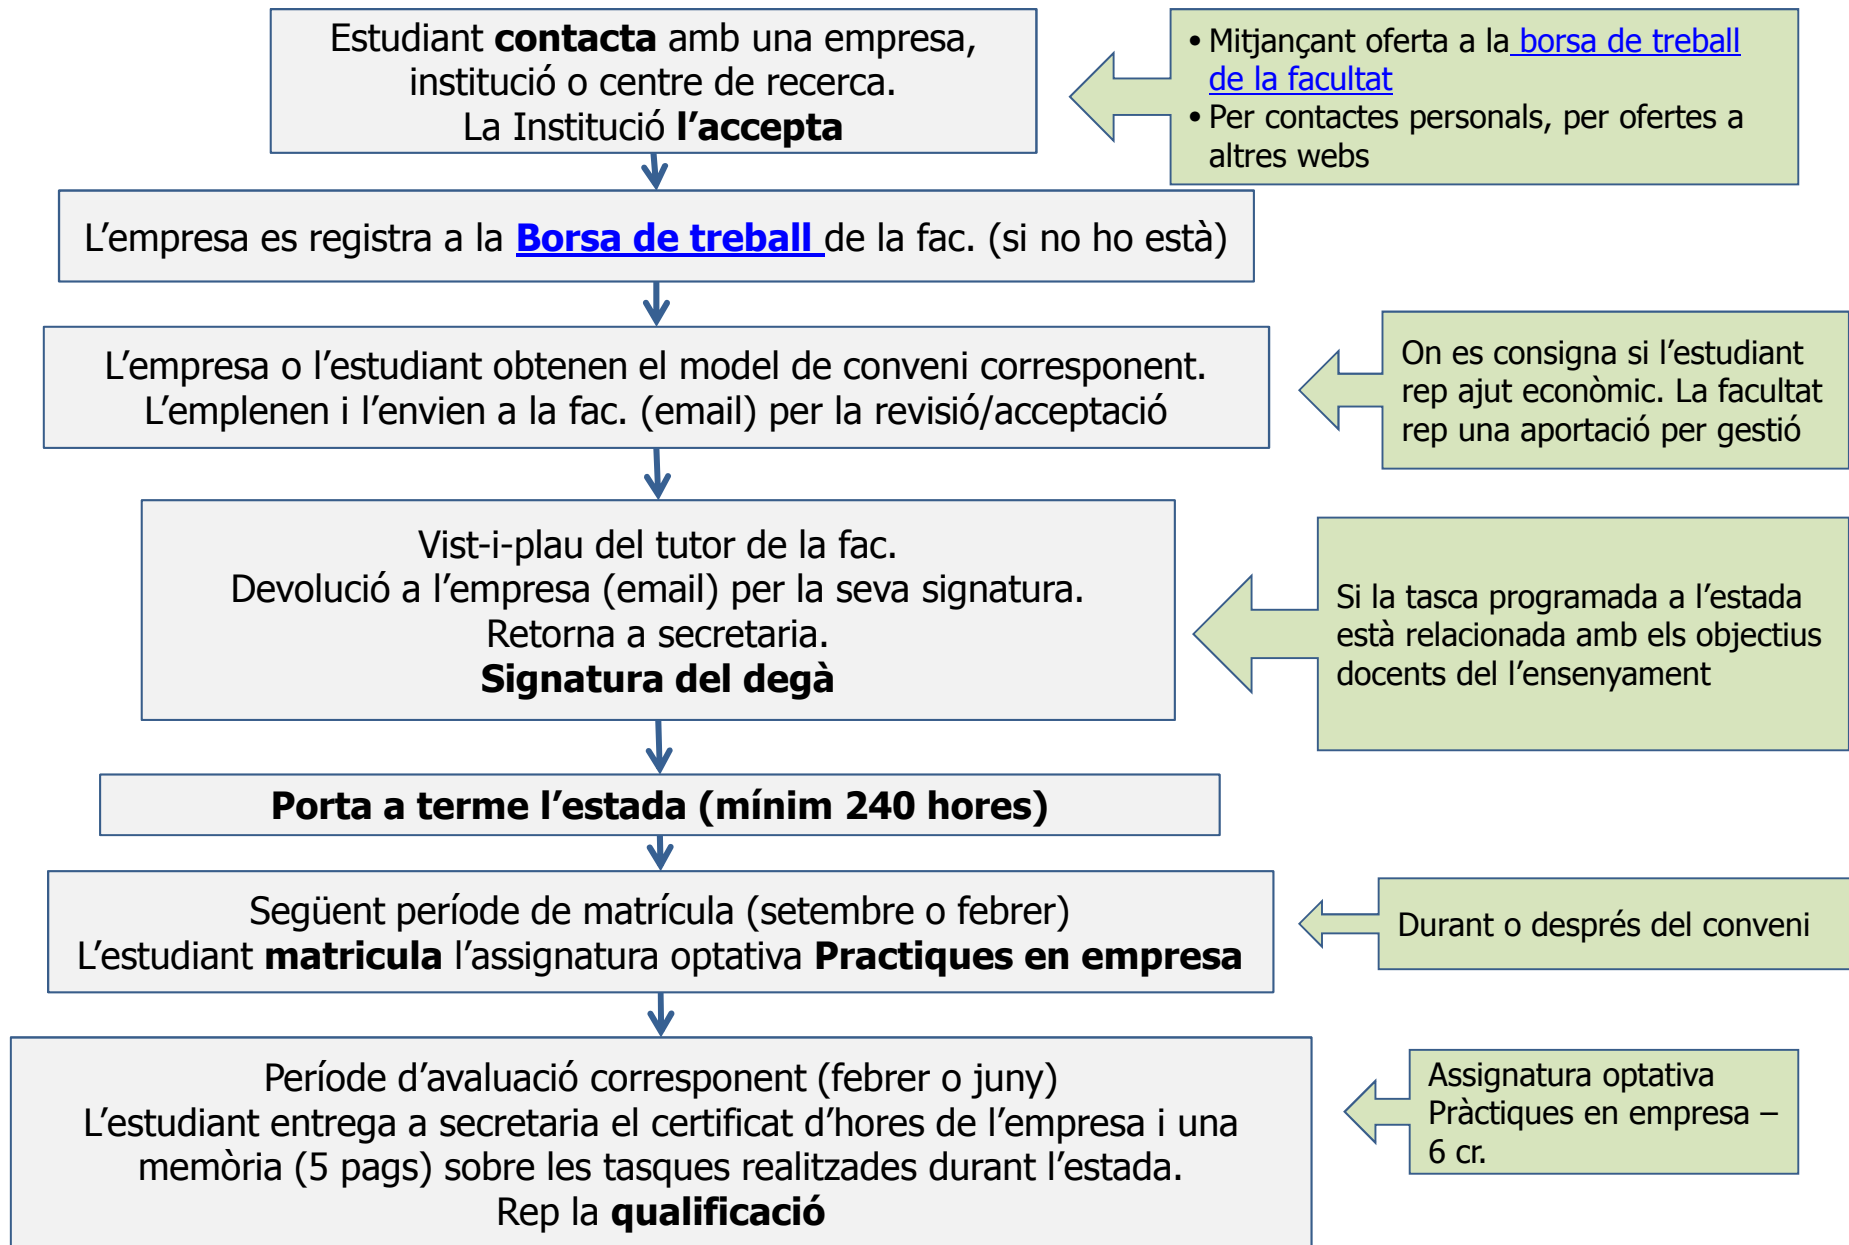 Estudiant contacta amb una empresa,
institució o centre de recerca.
La Institució l’accepta
• Mitjançant oferta a la borsa de treball
de la facultat
• Per contactes personals, per ofertes a
altres webs
L’empresa es registra a la Borsa de treball de la fac. (si no ho està)
L’empresa o l’estudiant obtenen el model de conveni corresponent.
L’emplenen i l’envien a la fac. (email) per la revisió/acceptació
On es consigna si l’estudiant
rep ajut econòmic. La facultat
rep una aportació per gestió
Vist-i-plau del tutor de la fac.
Devolució a l’empresa (email) per la seva signatura.
Retorna a secretaria.
Signatura del degà
Si la tasca programada a l’estada
està relacionada amb els objectius
docents del l’ensenyament
Porta a terme l’estada (mínim 240 hores)
Següent període de matrícula (setembre o febrer)
L’estudiant matricula l’assignatura optativa Practiques en empresa
Durant o després del conveni
Període d’avaluació corresponent (febrer o juny)
L’estudiant entrega a secretaria el certificat d’hores de l’empresa i una
memòria (5 pags) sobre les tasques realitzades durant l’estada.
Rep la qualificació
Assignatura optativa
Pràctiques en empresa –
6 cr.